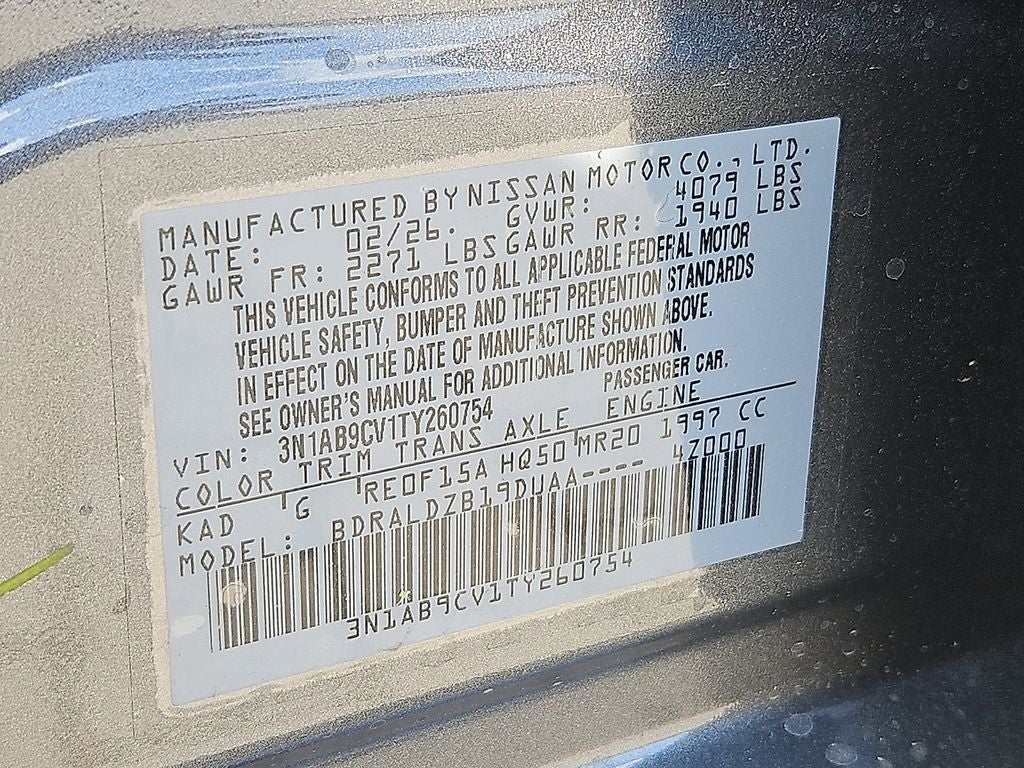 MANUFACTURED BY NISSAN MOTOR CO., LTD.
DATE: 02/26. GVWR: 4079 LBS
GAWR FR: 2271 LBS GAWR RR: 1940 LBS
THIS VEHICLE CONFORMS TO ALL APPLICABLE FEDERAL MOTOR
VEHICLE SAFETY, BUMPER AND THEFT PREVENTION STANDARDS
IN EFFECT ON THE DATE OF MANUFACTURE SHOWN ABOVE.
SEE OWNER'S MANUAL FOR ADDITIONAL INFORMATION.
VIN: 3N1AB9CV1TY260754 PASSENGER CAR.
COLOR TRIM TRANS AXLE ENGINE
KAD G RE0F15A HQ50 MR20 1997 CC
MODEL: BDRALDZB19DUAA---- 4Z000
3N1AB9CV1TY260754